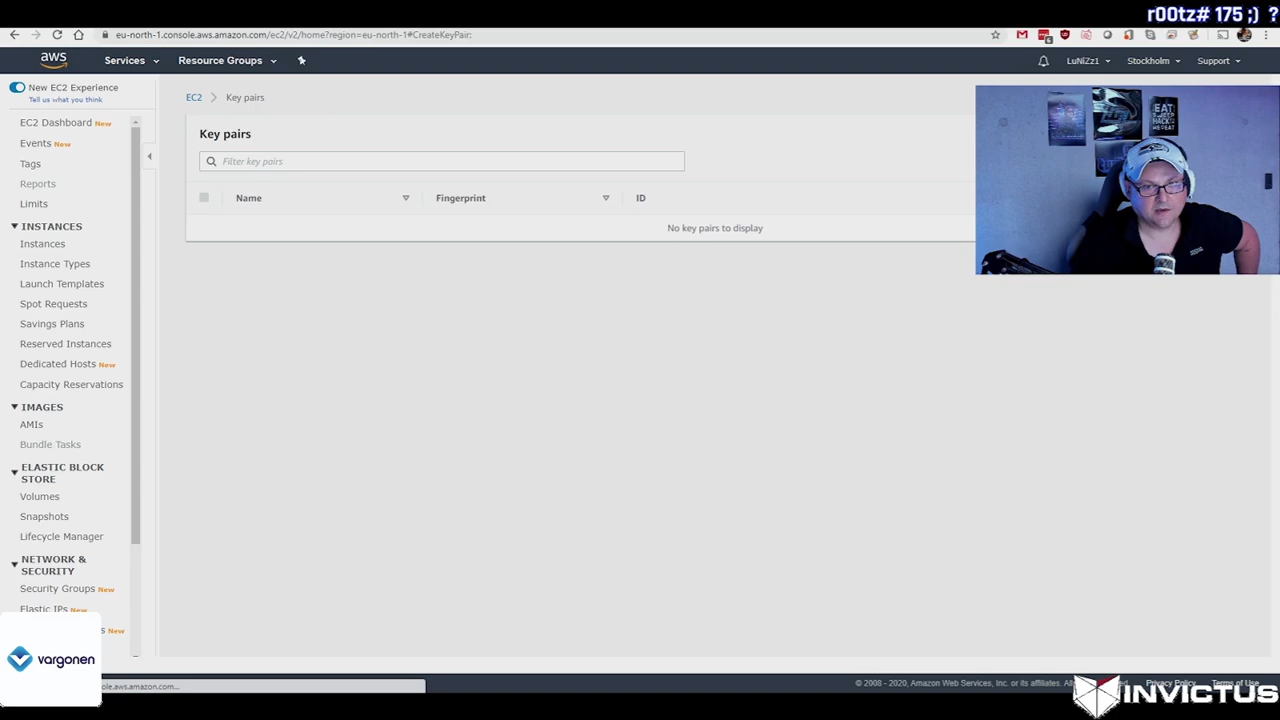 r00tz# 175 ;) ?
eu-north-1.console.aws.amazon.com/ec2/v2/home?region=eu-north-1#CreateKeyPair:
aws
Services
Resource Groups
LuNiZz1
Stockholm
Support
New EC2 Experience
Tell us what you think
EC2 Dashboard New
Events New
Tags
Reports
Limits
INSTANCES
Instances
Instance Types
Launch Templates
Spot Requests
Savings Plans
Reserved Instances
Dedicated Hosts New
Capacity Reservations
IMAGES
AMIs
Bundle Tasks
ELASTIC BLOCK
STORE
Volumes
Snapshots
Lifecycle Manager
NETWORK &
SECURITY
Security Groups New
Elastic IPs New
s New
EC2 > Key pairs
Key pairs
Filter key pairs
Name
Fingerprint
ID
No key pairs to display
EAT
SLEEP
HACK
REPEAT
vargonen
ole.aws.amazon.com...
© 2008 - 2020, Amazon Web Services, Inc. or its affiliates. All
Privacy Policy
Terms of Use
INVICTUS